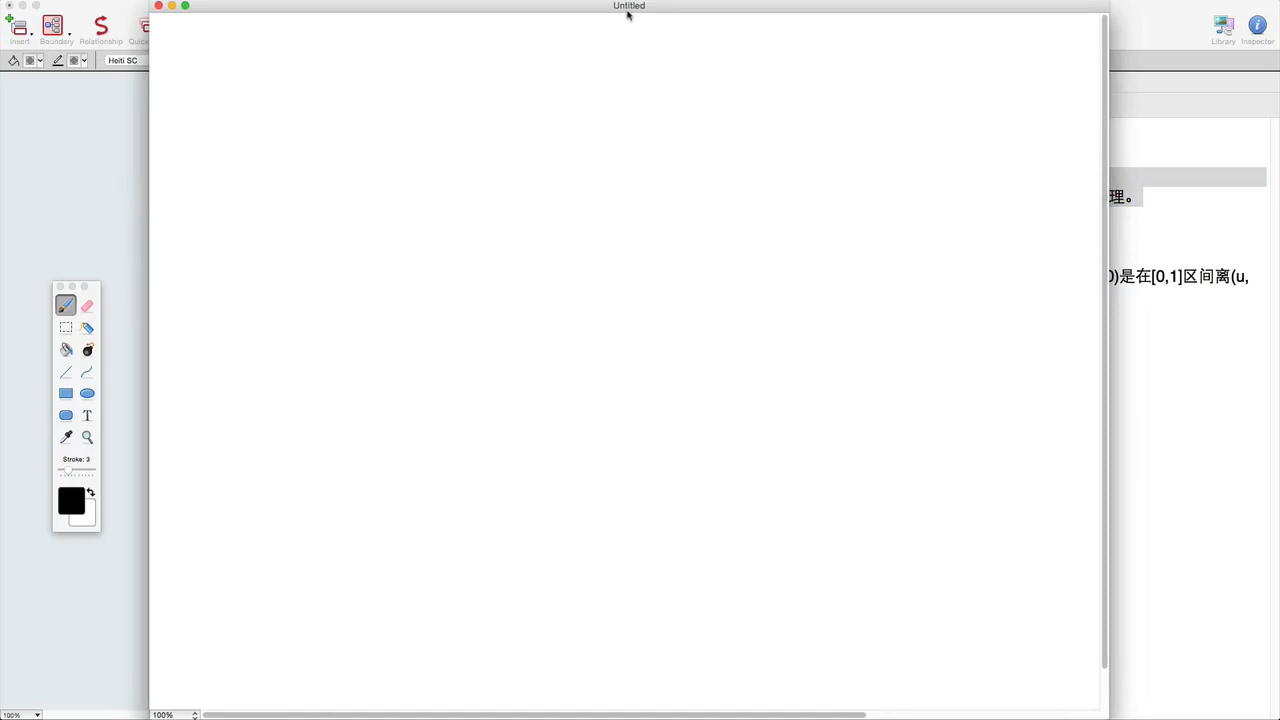 Untitled
Insert
Boundary
Relationship
Quick
Library
Inspector
Heiti SC
理。
0)是在[0,1]区间离(u,
Stroke: 3
T
100%
100%